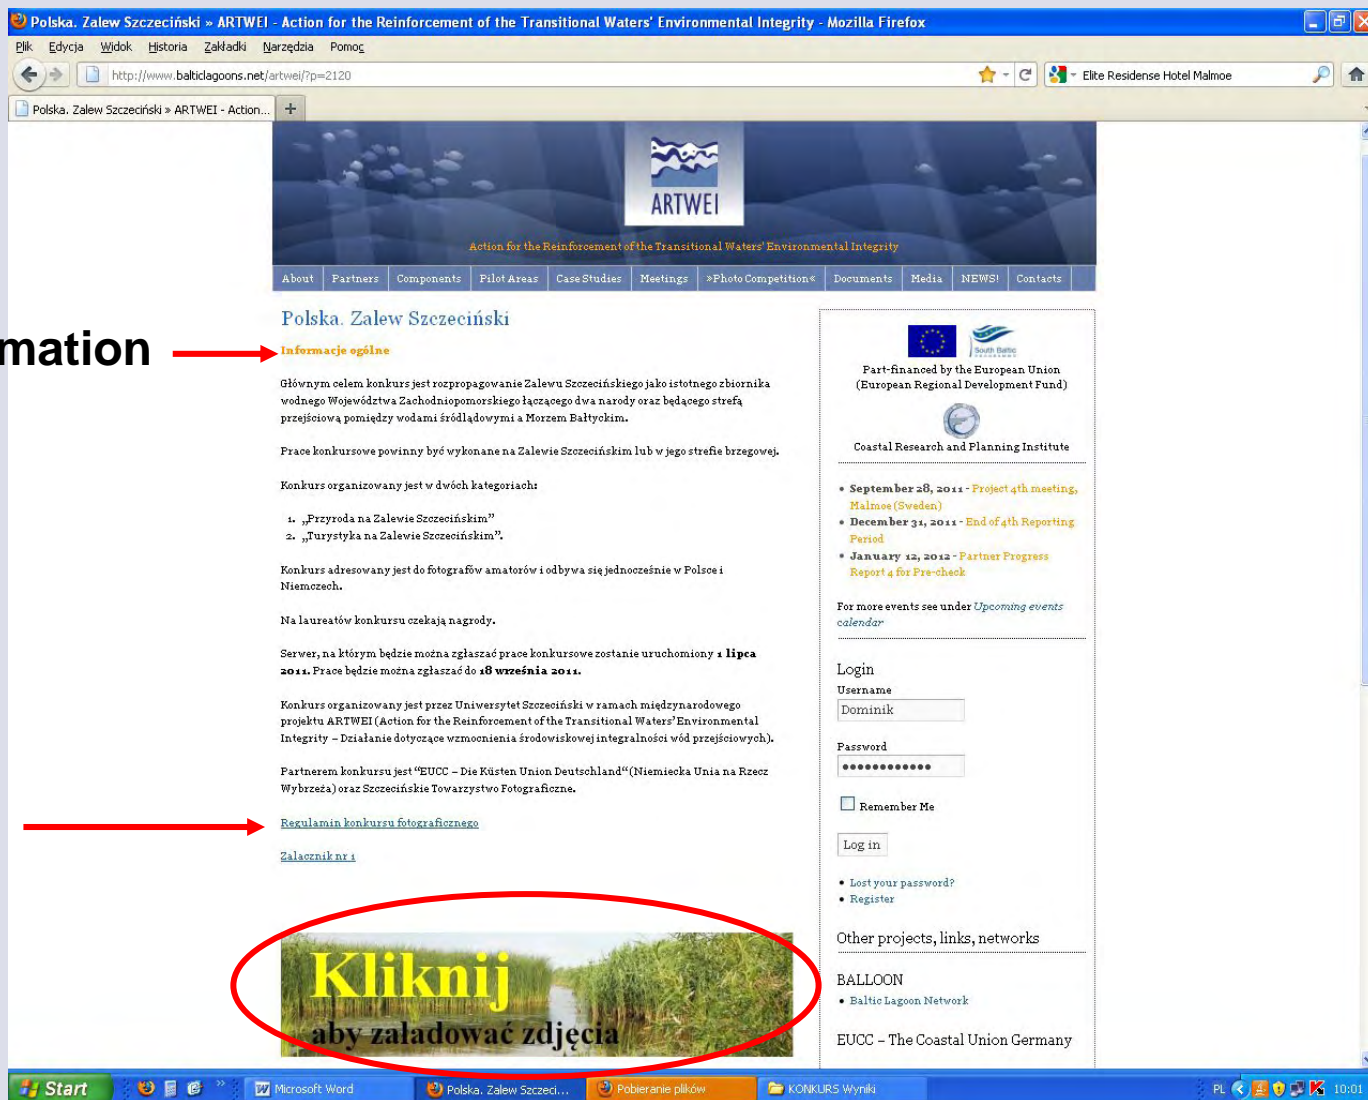 Polska. Zalew Szczeciński » ARTWEI - Action for the Reinforcement of the Transitional Waters' Environmental Integrity - Mozilla Firefox
Plik Edycja Widok Historia Zakładki Narzędzia Pomoc
http://www.balticlagoons.net/artwei/?p=2120
Elite Residense Hotel Malmoe
Polska. Zalew Szczeciński » ARTWEI - Action...
ARTWEI
Action for the Reinforcement of the Transitional Waters' Environmental Integrity
About Partners Components Pilot Areas Case Studies Meetings »Photo Competition« Documents Media NEWS! Contacts
Polska. Zalew Szczeciński
mation
Informacje ogólne
Głównym celem konkurs jest rozpropagowanie Zalewu Szczecińskiego jako istotnego zbiornika
wodnego Województwa Zachodniopomorskiego łączącego dwa narody oraz będącego strefą
przejściową pomiędzy wodami śródlądowymi a Morzem Bałtyckim.
Prace konkursowe powinny być wykonane na Zalewie Szczecińskim lub w jego strefie brzegowej.
Konkurs organizowany jest w dwóch kategoriach:
1. „Przyroda na Zalewie Szczecińskim”
2. „Turystyka na Zalewie Szczecińskim”.
Konkurs adresowany jest do fotografów amatorów i odbywa się jednocześnie w Polsce i
Niemczech.
Na laureatów konkursu czekają nagrody.
Serwer, na którym będzie można zgłaszać prace konkursowe zostanie uruchomiony 1 lipca
2011. Prace będzie można zgłaszać do 18 września 2011.
Konkurs organizowany jest przez Uniwersytet Szczeciński w ramach międzynarodowego
projektu ARTWEI (Action for the Reinforcement of the Transitional Waters’ Environmental
Integrity – Działanie dotyczące wzmocnienia środowiskowej integralności wód przejściowych).
Partnerem konkursu jest “EUCC – Die Küsten Union Deutschland“ (Niemiecka Unia na Rzecz
Wybrzeża) oraz Szczecińskie Towarzystwo Fotograficzne.
Regulamin konkursu fotograficznego
Zalacznik nr 1
Kliknij
aby załadować zdjęcia
South Baltic
Part-financed by the European Union
(European Regional Development Fund)
Coastal Research and Planning Institute
September 28, 2011 - Project 4th meeting,
Malmoe (Sweden)
December 31, 2011 - End of 4th Reporting
Period
January 12, 2012 - Partner Progress
Report 4 for Pre-check
For more events see under Upcoming events
calendar
Login
Username
Dominik
Password
Remember Me
Log in
Lost your password?
Register
Other projects, links, networks
BALLOON
Baltic Lagoon Network
EUCC – The Coastal Union Germany
Start
Microsoft Word
Polska. Zalew Szczeci...
Pobieranie plików
KONKURS Wyniki
PL
10:01